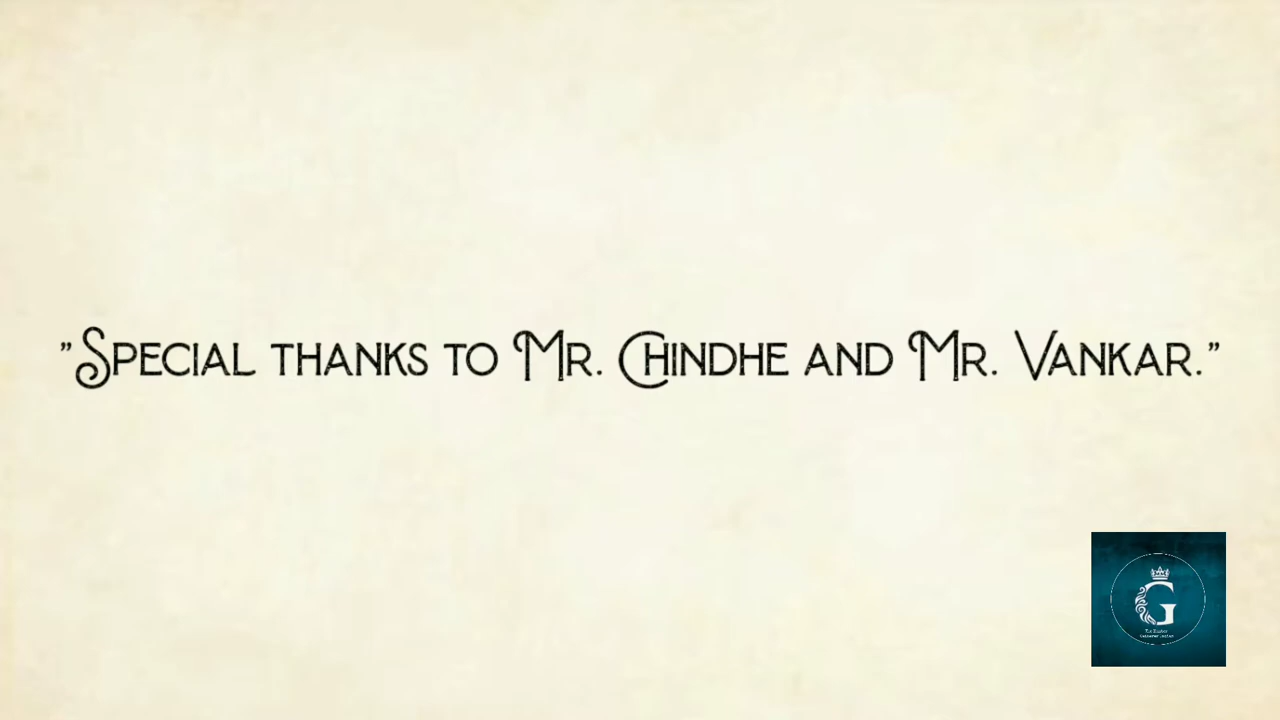 "Special thanks to Mr. Chindhe and Mr. Vankar."
G